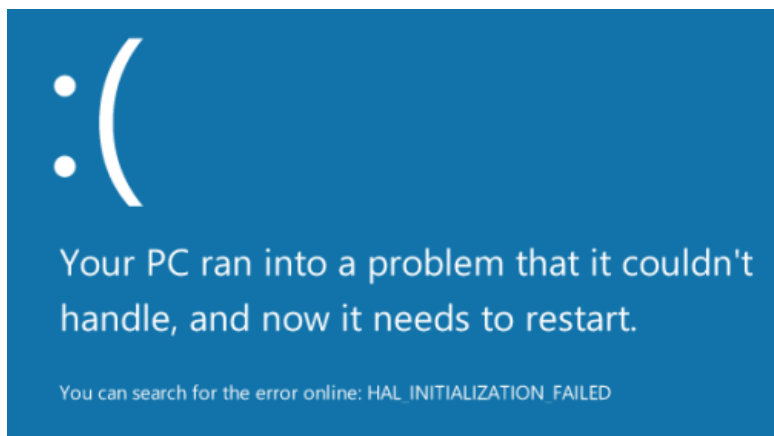 :(
Your PC ran into a problem that it couldn't
handle, and now it needs to restart.
You can search for the error online: HAL_INITIALIZATION_FAILED